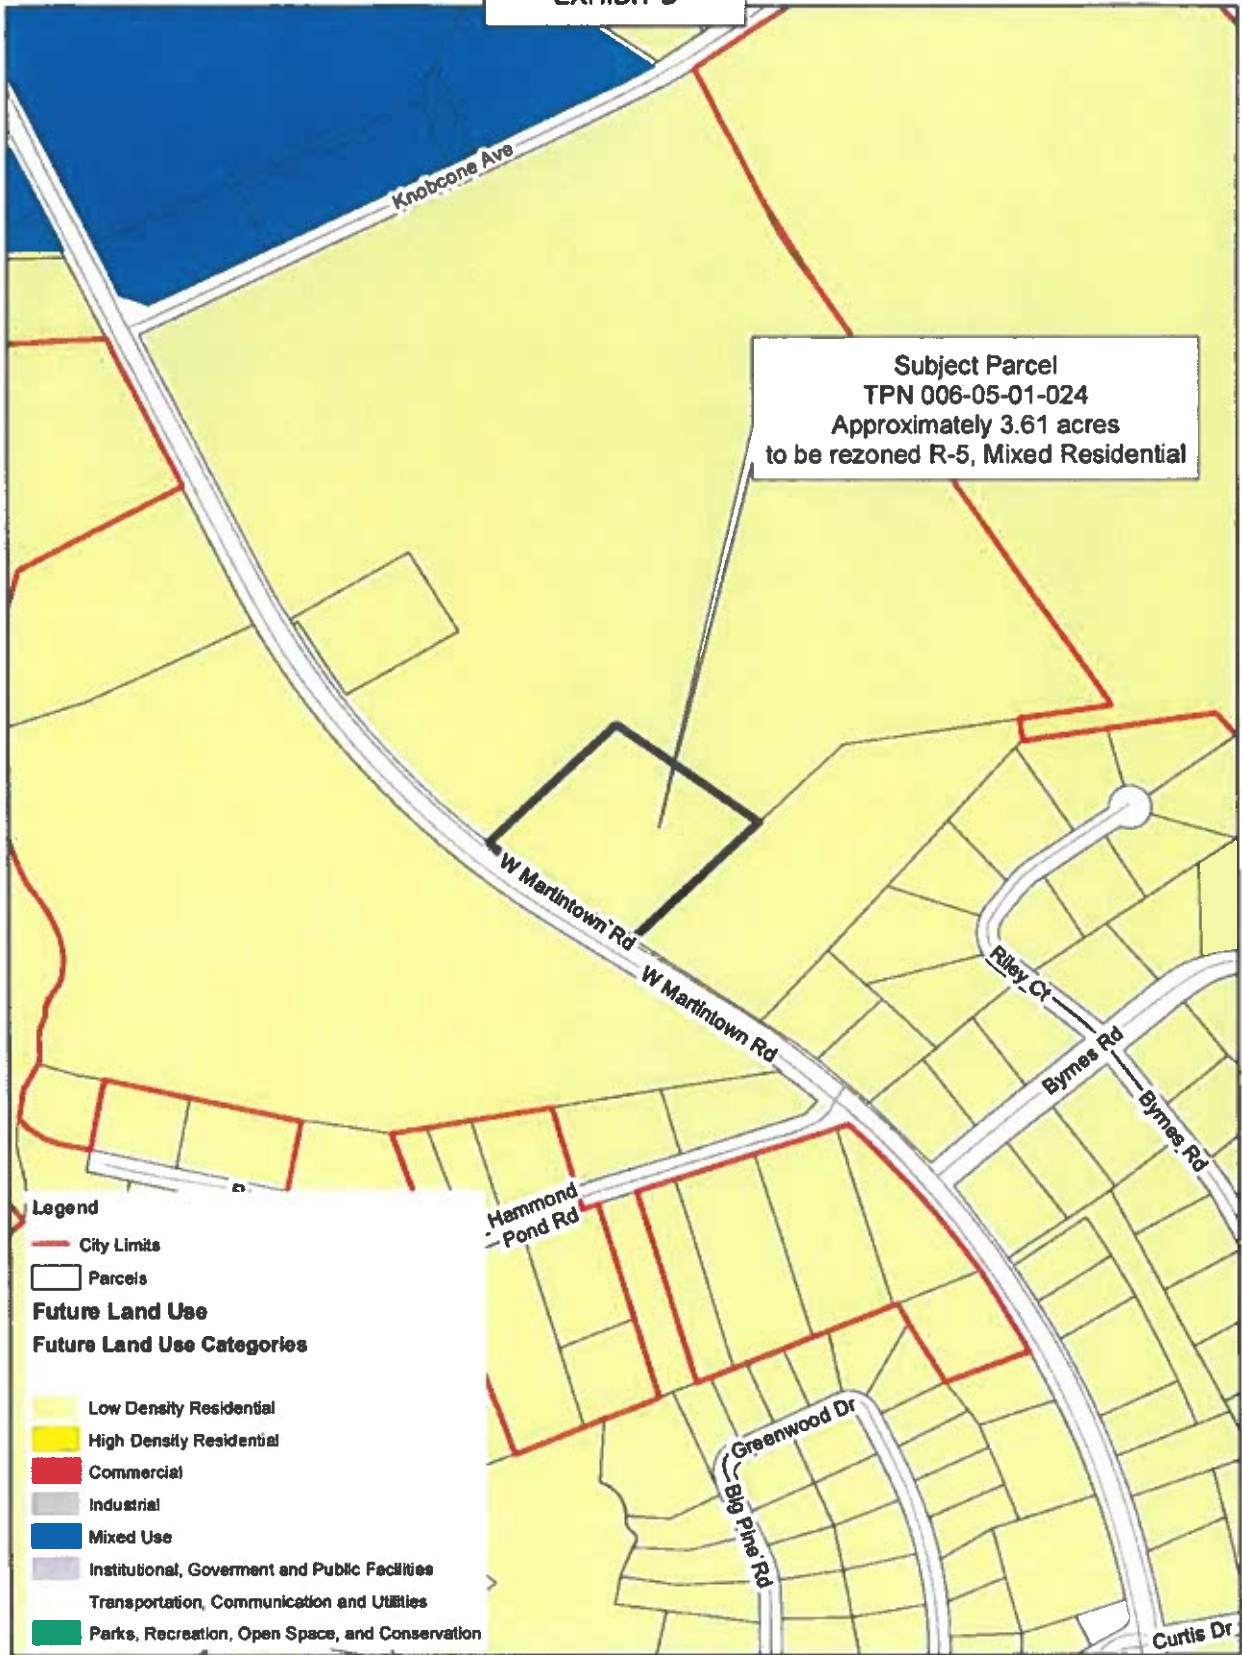 Knobcone Ave
Subject Parcel
TPN 006-05-01-024
Approximately 3.61 acres
to be rezoned R-5, Mixed Residential
W Martintown Rd
W Martintown Rd
Riley Ct
Byrnes Rd
Byrnes Rd
Hammond
Pond Rd
Greenwood Dr
Big Pine Rd
Curtis Dr
Legend
City Limits
Parcels
Future Land Use
Future Land Use Categories
Low Density Residential
High Density Residential
Commercial
Industrial
Mixed Use
Institutional, Goverment and Public Facilities
Transportation, Communication and Utilities
Parks, Recreation, Open Space, and Conservation